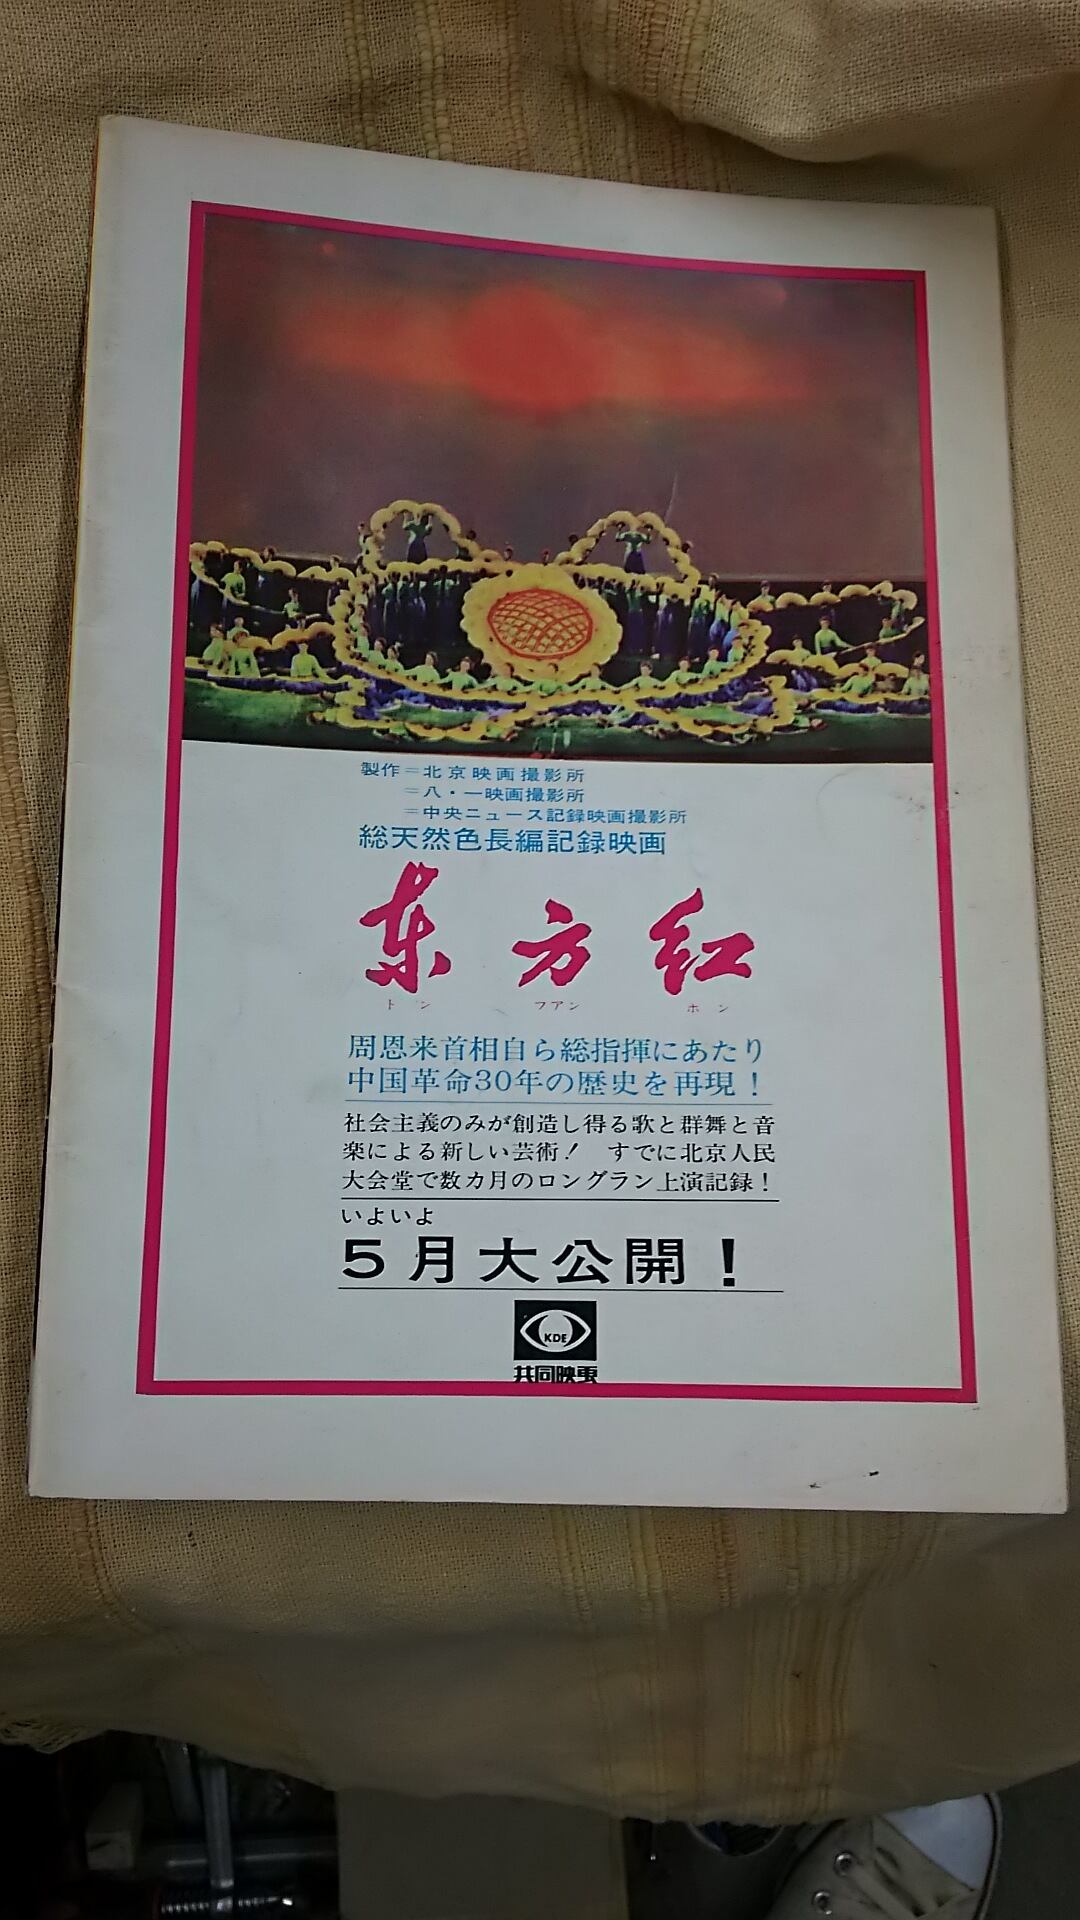 製作=北京映画撮影所
=八・一映画撮影所
=中央ニュース記録映画撮影所
総天然色長編記録映画
东方红
トン フアン ホン
周恩来首相自ら総指揮にあたり
中国革命30年の歴史を再現!
社会主義のみが創造し得る歌と群舞と音
楽による新しい芸術! すでに北京人民
大会堂で数カ月のロングラン上演記録!
いよいよ
5月大公開!
KDE
共同映画